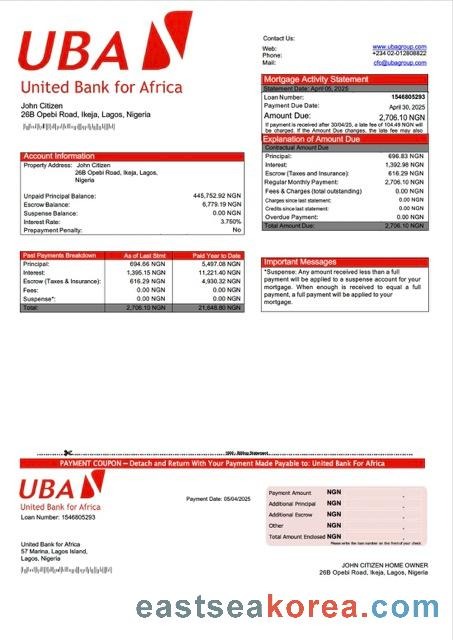 UBA
United Bank for Africa
John Citizen
26B Opebi Road, Ikeja, Lagos, Nigeria
Contact Us:
Web: www.ubagroup.com
Phone: +234 02-012808822
Mail: cfo@ubagroup.com
Mortgage Activity Statement
Statement Date: April 05, 2025
Loan Number: 1546805293
Payment Due Date: April 30, 2025
Amount Due: 2,706.10 NGN
If payment is received after 30/04/25, a late fee of 104.49 NGN will
be charged. If the Amount Due changes, the late fee may also
Explanation of Amount Due
Contractual Amount Due
Principal: 696.83 NGN
Interest: 1,392.98 NGN
Escrow (Taxes and Insurance): 616.29 NGN
Regular Monthly Payment: 2,706.10 NGN
Fees & Charges (total outstanding) 0.00 NGN
Charges since last statement: 0.00 NGN
Credits since last statement: 0.00 NGN
Overdue Payment: 0.00 NGN
Total Amount Due: 2,706.10 NGN
Account Information
Property Address: John Citizen
26B Opebi Road, Ikeja, Lagos,
Nigeria
Unpaid Principal Balance: 445,752.92 NGN
Escrow Balance: 6,779.19 NGN
Suspense Balance: 0.00 NGN
Interest Rate: 3.750%
Prepayment Penalty: No
Past Payments Breakdown As of Last Stmt Paid Year to Date
Principal: 694.66 NGN 5,497.08 NGN
Interest: 1,395.15 NGN 11,221.40 NGN
Escrow (Taxes & Insurance): 616.29 NGN 4,930.32 NGN
Fees: 0.00 NGN 0.00 NGN
Suspense*: 0.00 NGN 0.00 NGN
Total: 2,706.10 NGN 21,648.80 NGN
Important Messages
*Suspense: Any amount received less than a full
payment will be applied to a suspense account for your
mortgage. When enough is received to equal a full
payment, a full payment will be applied to your
mortgage.
PAYMENT COUPON – Detach and Return With Your Payment Made Payable to: United Bank For Africa
UBA
United Bank for Africa
Loan Number: 1546805293
Payment Date: 05/04/2025
Payment Amount NGN
Additional Principal NGN
Additional Escrow NGN
Other NGN
Total Amount Enclosed NGN
Please write the loan number on the front of your check.
United Bank for Africa
57 Marina, Lagos Island,
Lagos, Nigeria
JOHN CITIZEN HOME OWNER
26B Opebi Road, Ikeja, Lagos, Nigeria
eastseakorea.com